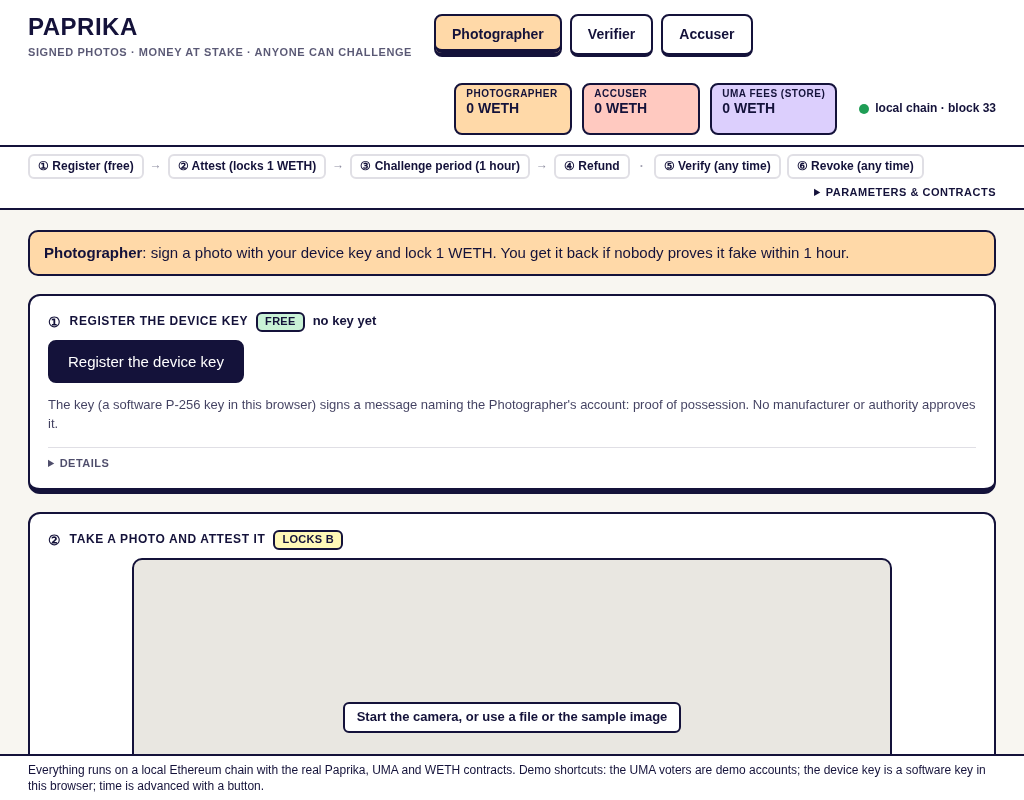 PAPRIKA
SIGNED PHOTOS · MONEY AT STAKE · ANYONE CAN CHALLENGE
Photographer
Verifier
Accuser
PHOTOGRAPHER
0 WETH
ACCUSER
0 WETH
UMA FEES (STORE)
0 WETH
local chain · block 33
① Register (free) → ② Attest (locks 1 WETH) → ③ Challenge period (1 hour) → ④ Refund · ⑤ Verify (any time) ⑥ Revoke (any time)
▶ PARAMETERS & CONTRACTS
Photographer: sign a photo with your device key and lock 1 WETH. You get it back if nobody proves it fake within 1 hour.
① REGISTER THE DEVICE KEY FREE no key yet
Register the device key
The key (a software P-256 key in this browser) signs a message naming the Photographer's account: proof of possession. No manufacturer or authority approves
it.
▶ DETAILS
② TAKE A PHOTO AND ATTEST IT LOCKS B
Start the camera, or use a file or the sample image
Everything runs on a local Ethereum chain with the real Paprika, UMA and WETH contracts. Demo shortcuts: the UMA voters are demo accounts; the device key is a software key in
this browser; time is advanced with a button.